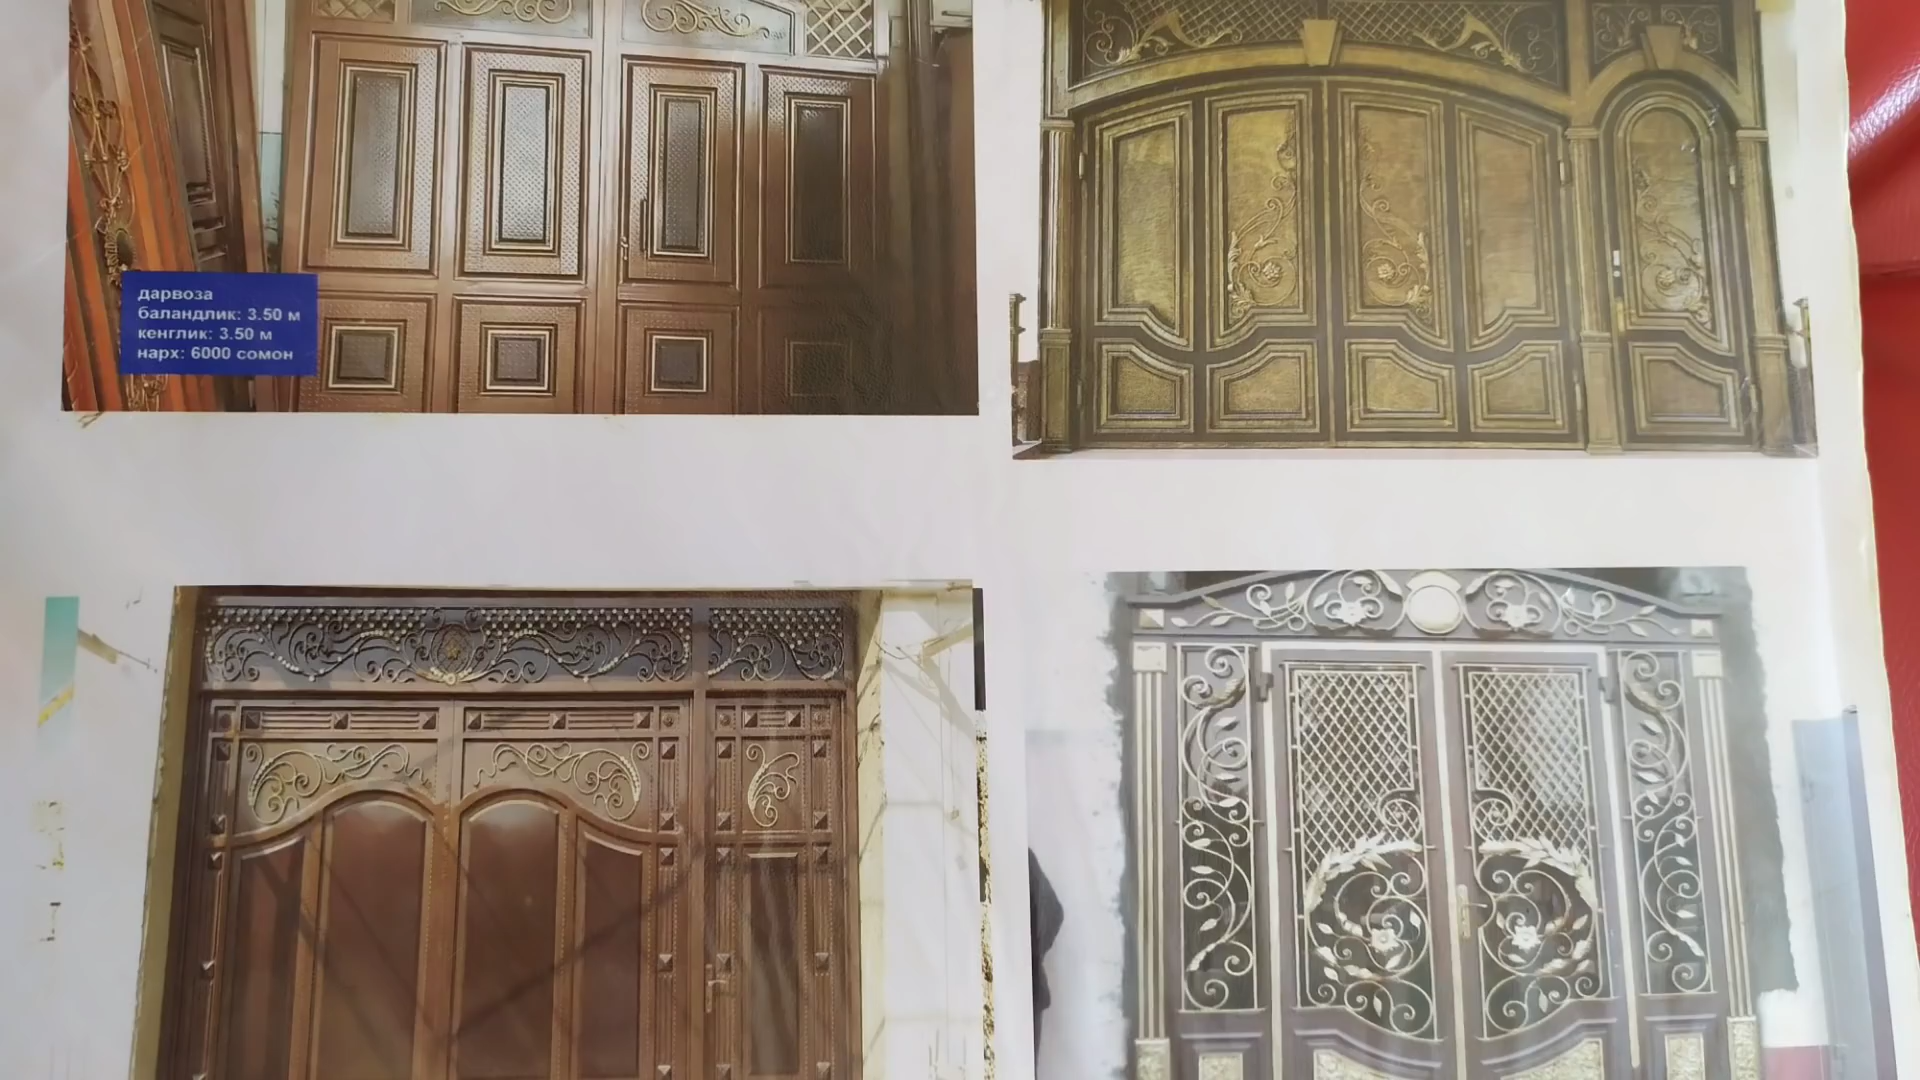 дарвоза
баландлик: 3.50 м
кенглик: 3.50 м
нарх: 6000 сомон